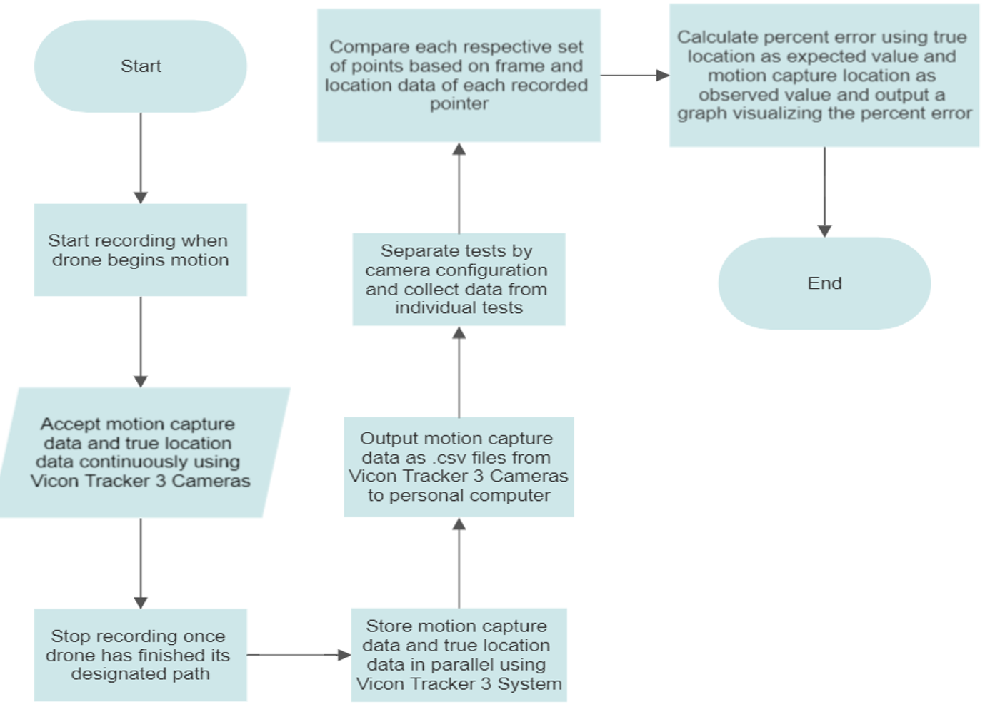 Start
Start recording when
drone begins motion
Accept motion capture
data and true location
data continuously using
Vicon Tracker 3 Cameras
Stop recording once
drone has finished its
designated path
Store motion capture
data and true location
data in parallel using
Vicon Tracker 3 System
Output motion capture
data as .csv files from
Vicon Tracker 3 Cameras
to personal computer
Separate tests by
camera configuration
and collect data from
individual tests
Compare each respective set
of points based on frame and
location data of each recorded
pointer
Calculate percent error using true
location as expected value and
motion capture location as
observed value and output a
graph visualizing the percent error
End